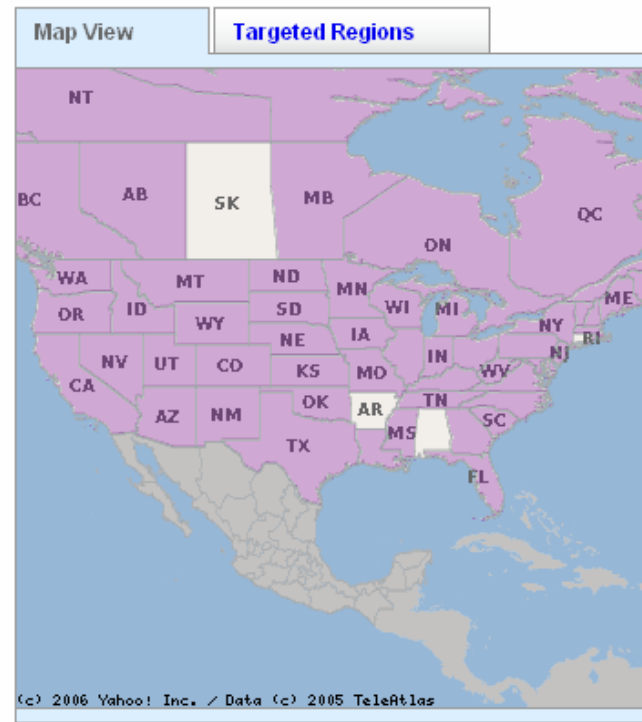 Map View
Targeted Regions
NT
BC AB SK MB QC
ON
WA MT ND MN ME
OR ID SD WI MI
WY NY RI
NE IA NJ
NV UT CO KS MO IN WV
CA OK AR TN
AZ NM MS SC
TX FL
(c) 2006 Yahoo! Inc. / Data (c) 2005 TeleAtlas